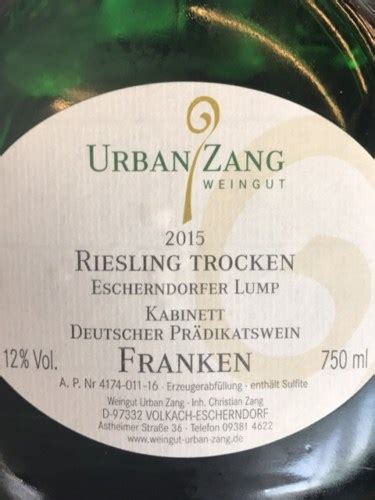 URBAN ZANG
WEINGUT
2015
RIESLING TROCKEN
ESCHERNDORFER LUMP
KABINETT
DEUTSCHER PRÄDIKATSWEIN
12% Vol. FRANKEN 750 ml
A. P. Nr 4174-011-16 · Erzeugerabfüllung · enthält Sulfite
Weingut Urban Zang · Inh. Christian Zang
D-97332 VOLKACH-ESCHERNDORF
Astheimer Straße 36 · Telefon 09381 4622
www.weingut-urban-zang.de